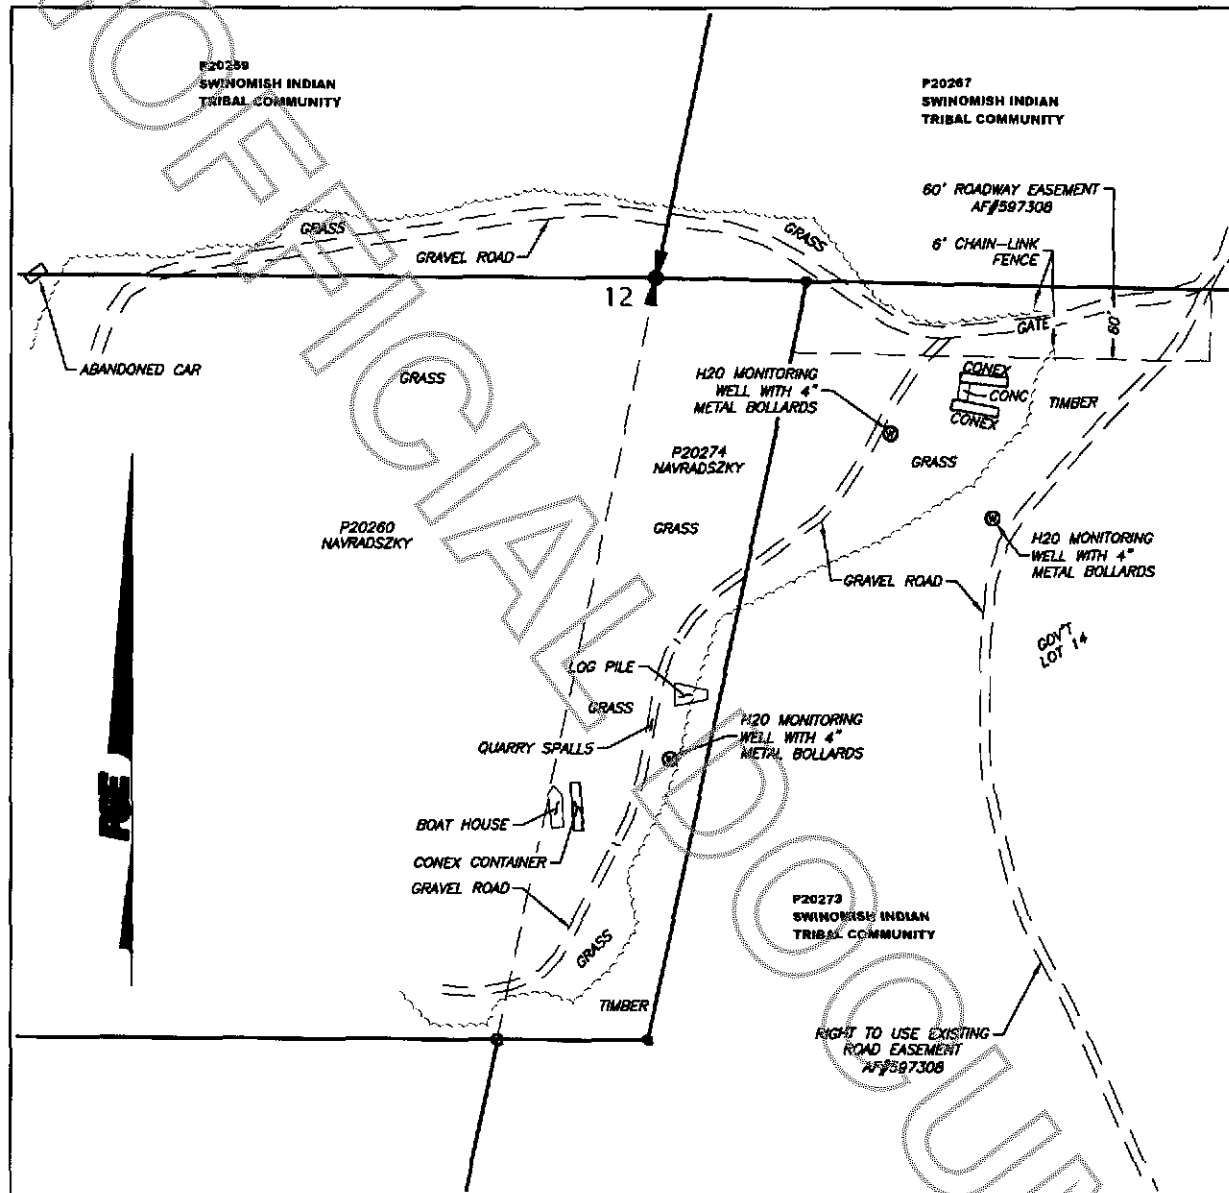 UNOFFICIAL DOCUM
P20259
SWINOMISH INDIAN
TRIBAL COMMUNITY
P20267
SWINOMISH INDIAN
TRIBAL COMMUNITY
60' ROADWAY EASEMENT
AF#597308
6' CHAIN-LINK
FENCE
GRASS
GRAVEL ROAD
GRASS
12
GATE
60'
ABANDONED CAR
GRASS
H20 MONITORING
WELL WITH 4"
METAL BOLLARDS
CONEX
CONC
CONEX
TIMBER
P20274
NAVRADSZKY
GRASS
P20260
NAVRADSZKY
GRASS
H20 MONITORING
WELL WITH 4"
METAL BOLLARDS
GRAVEL ROAD
GOV'T
LOT 14
LOG PILE
GRASS
QUARRY SPALLS
H20 MONITORING
WELL WITH 4"
METAL BOLLARDS
BOAT HOUSE
CONEX CONTAINER
GRAVEL ROAD
P20273
SWINOMISH INDIAN
TRIBAL COMMUNITY
GRASS
TIMBER
RIGHT TO USE EXISTING
ROAD EASEMENT
AF#597308